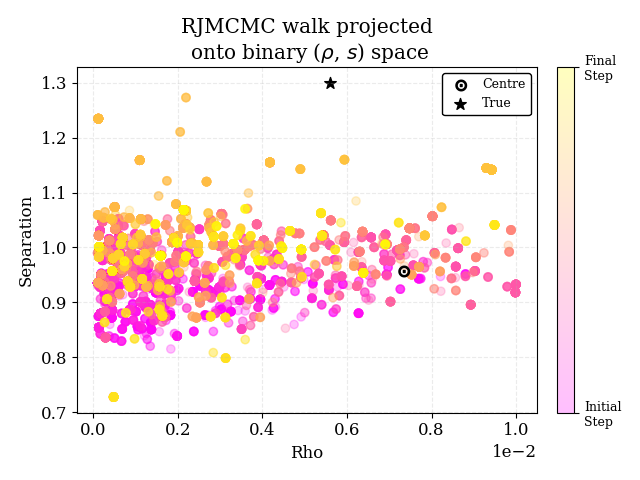 RJMCMC walk projected
onto binary (ρ, s) space
Final
Step
1.3
1.2
1.1
1.0
0.9
0.8
0.7
Separation
Centre
True
0.0
0.2
0.4
0.6
0.8
1.0
1e−2
Rho
Initial
Step